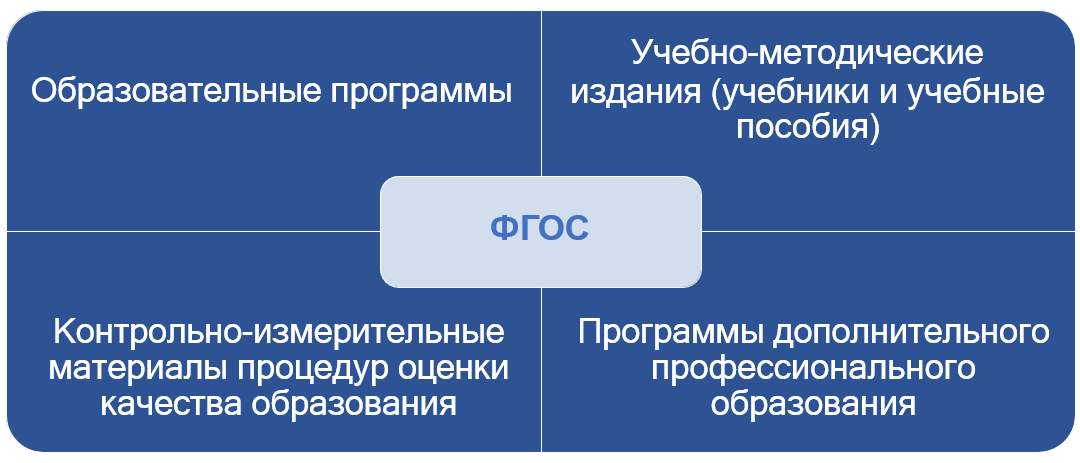 Образовательные программы
Учебно-методические
издания (учебники и учебные
пособия)
ФГОС
Контрольно-измерительные
материалы процедур оценки
качества образования
Программы дополнительного
профессионального
образования